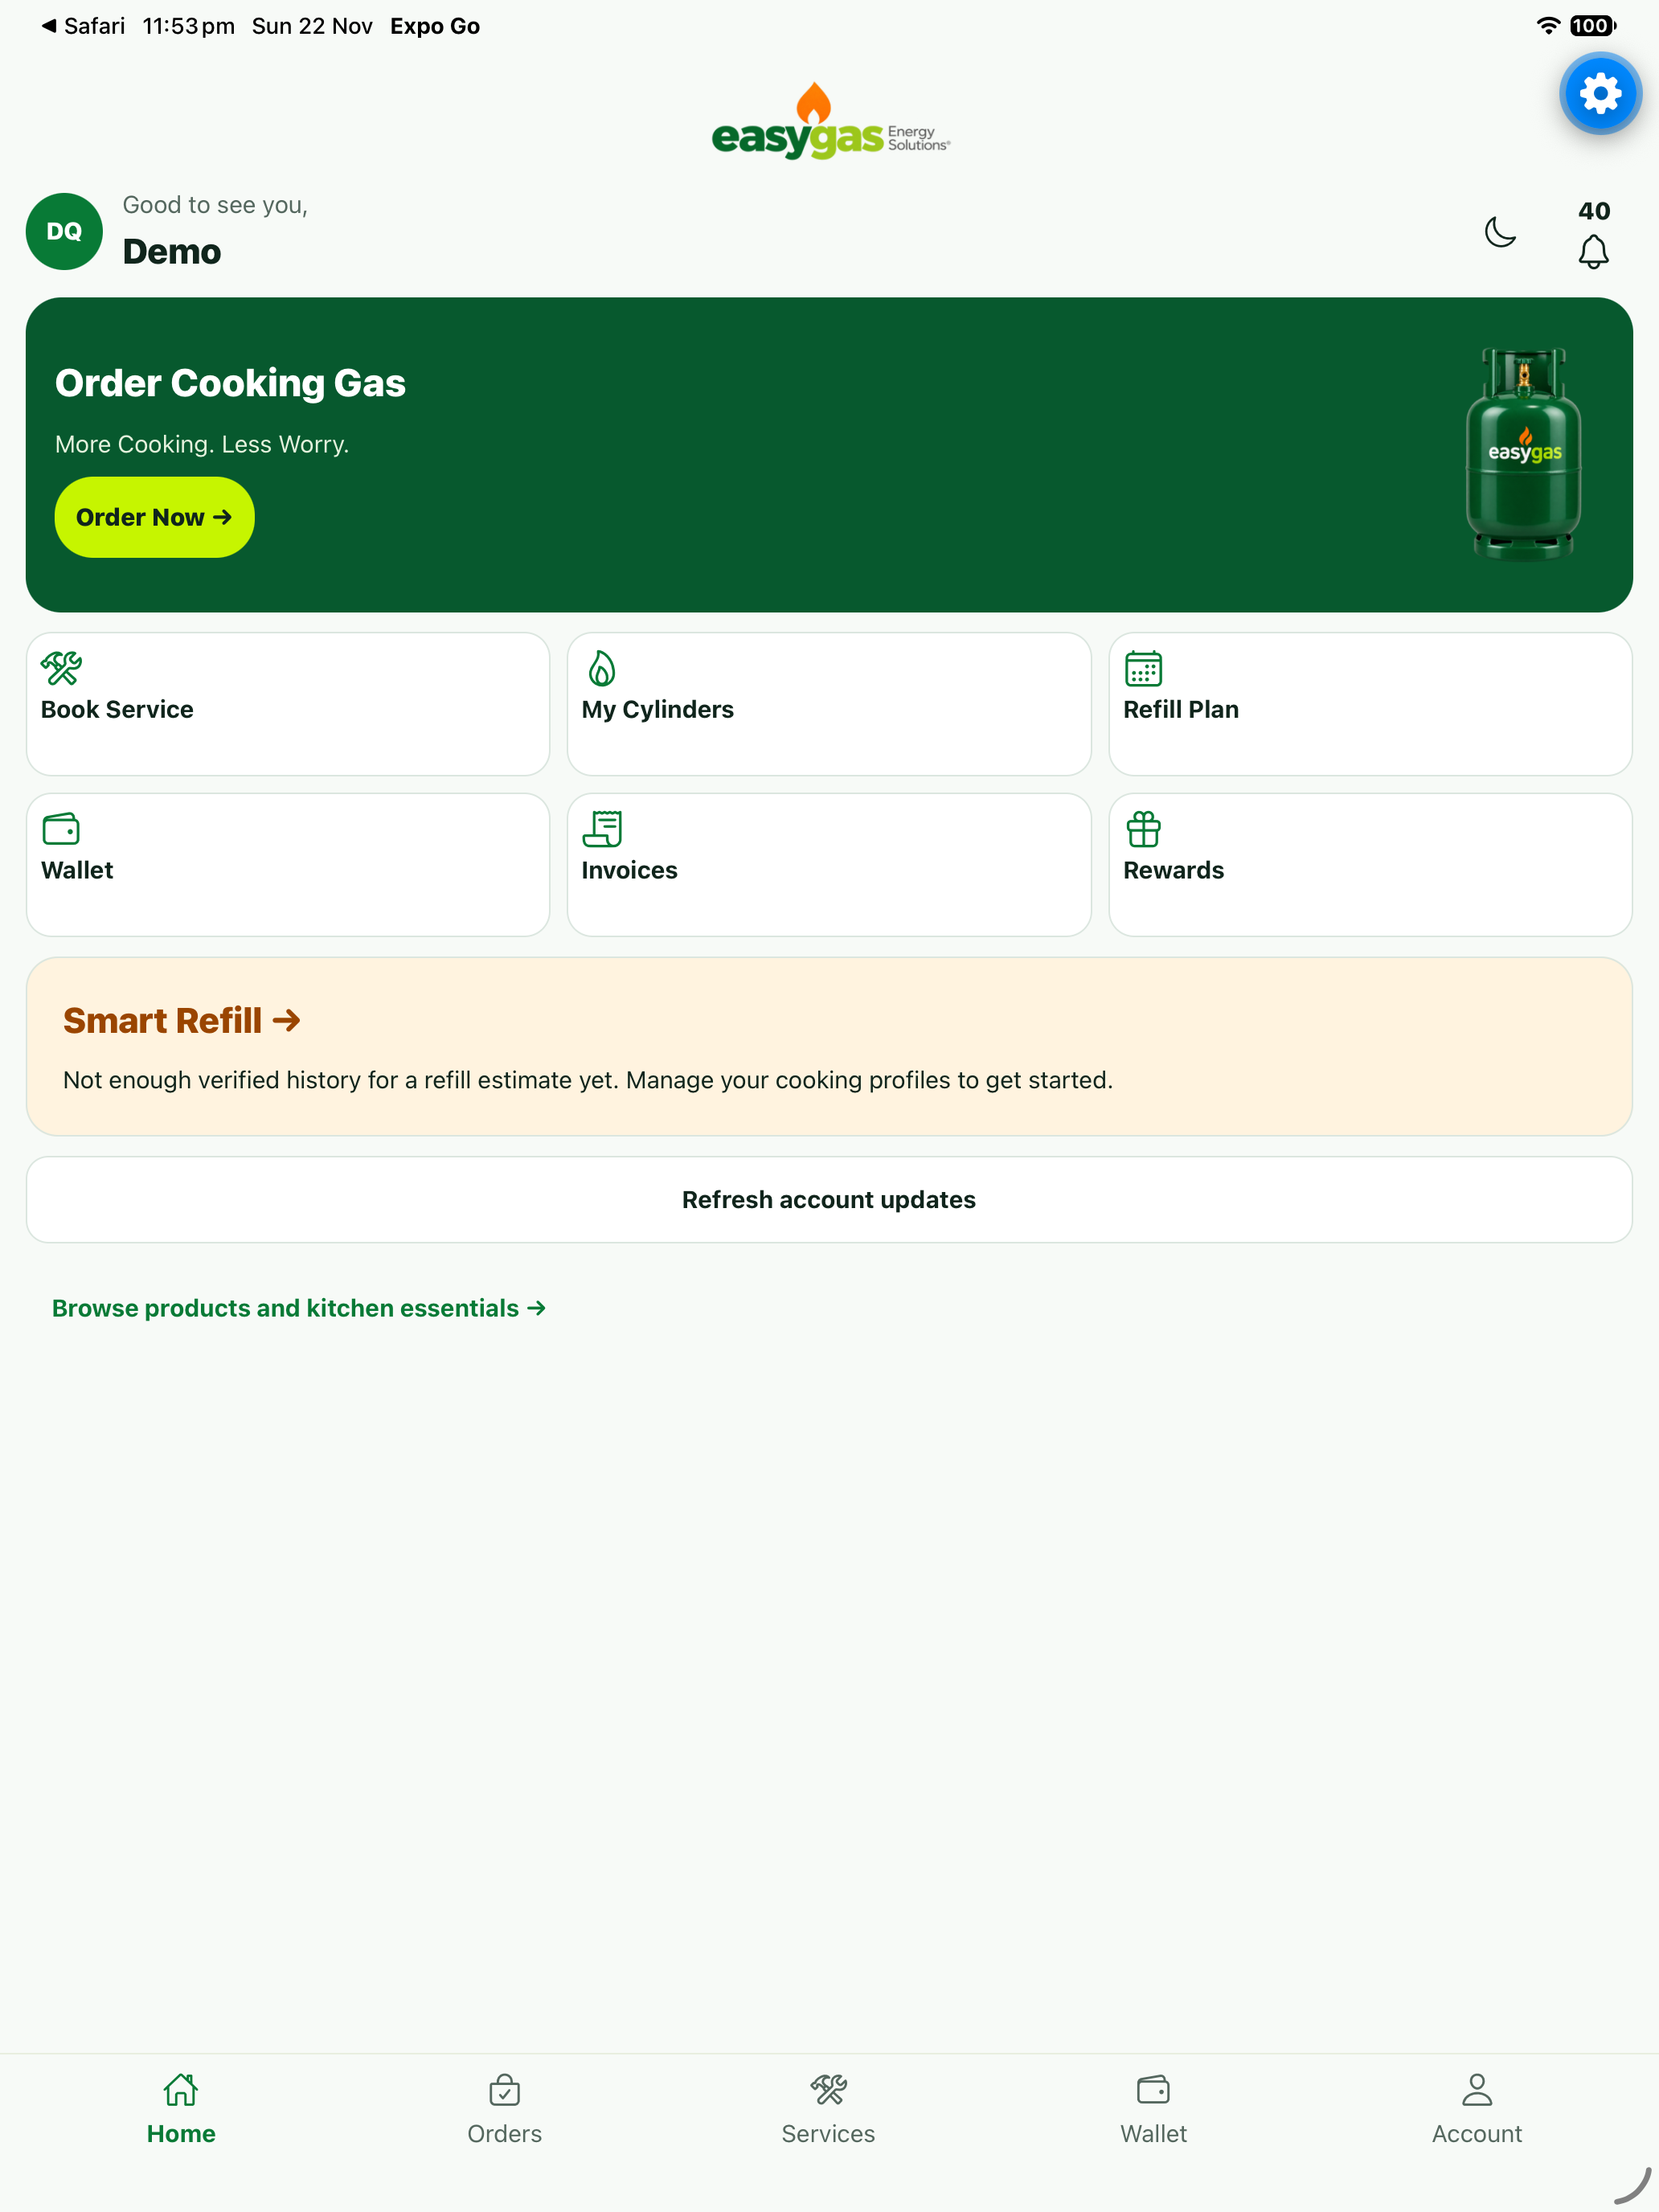 ◀ Safari 11:53 pm Sun 22 Nov Expo Go 100
easygas Energy Solutions®
DQ
Good to see you,
Demo
40
Order Cooking Gas
More Cooking. Less Worry.
Order Now →
easygas
Book Service
My Cylinders
Refill Plan
Wallet
Invoices
Rewards
Smart Refill →
Not enough verified history for a refill estimate yet. Manage your cooking profiles to get started.
Refresh account updates
Browse products and kitchen essentials →
Home
Orders
Services
Wallet
Account